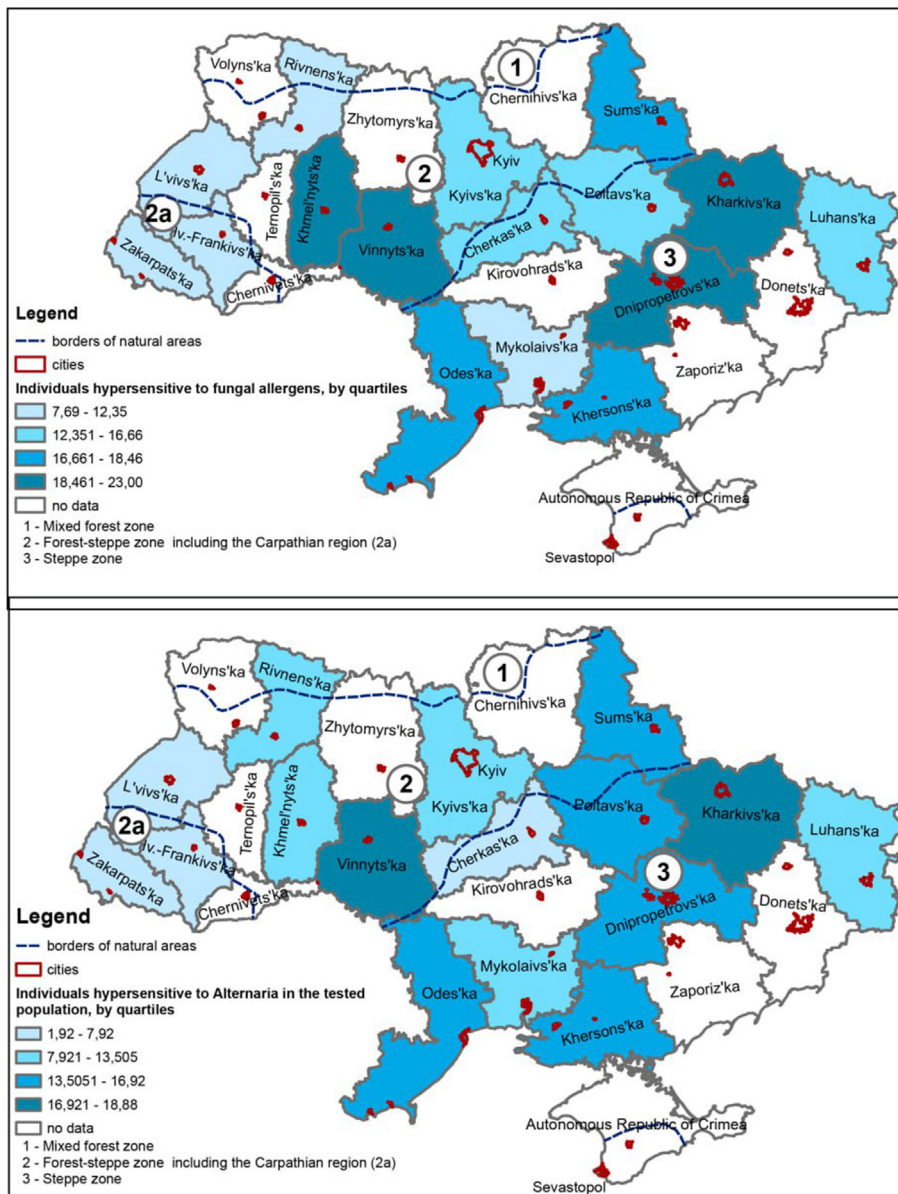 1
Volyns'ka
Rivnens'ka
Chernihivs'ka
Sums'ka
Zhytomyrs'ka
Kyiv
2
L'vivs'ka
Ternopil's'ka
Khmel'nyts'ka
Kyivs'ka
Poltavs'ka
Kharkivs'ka
Luhans'ka
2a
Iv.-Frankivs'ka
Vinnyts'ka
Cherkas'ka
Zakarpats'ka
Chernivets'ka
Kirovohrads'ka
3
Dnipropetrovs'ka
Donets'ka
Legend
borders of natural areas
cities
Mykolaivs'ka
Odes'ka
Zaporiz'ka
Khersons'ka
Individuals hypersensitive to fungal allergens, by quartiles
7,69 - 12,35
12,351 - 16,66
16,661 - 18,46
18,461 - 23,00
no data
1 - Mixed forest zone
2 - Forest-steppe zone including the Carpathian region (2a)
3 - Steppe zone
Autonomous Republic of Crimea
Sevastopol
1
Volyns'ka
Rivnens'ka
Chernihivs'ka
Sums'ka
Zhytomyrs'ka
Kyiv
2
L'vivs'ka
Ternopil's'ka
Khmel'nyts'ka
Kyivs'ka
Poltavs'ka
Kharkivs'ka
Luhans'ka
2a
Iv.-Frankivs'ka
Vinnyts'ka
Cherkas'ka
Zakarpats'ka
Chernivets'ka
Kirovohrads'ka
3
Dnipropetrovs'ka
Donets'ka
Legend
borders of natural areas
cities
Mykolaivs'ka
Odes'ka
Zaporiz'ka
Khersons'ka
Individuals hypersensitive to Alternaria in the tested
population, by quartiles
1,92 - 7,92
7,921 - 13,505
13,5051 - 16,92
16,921 - 18,88
no data
1 - Mixed forest zone
2 - Forest-steppe zone including the Carpathian region (2a)
3 - Steppe zone
Autonomous Republic of Crimea
Sevastopol